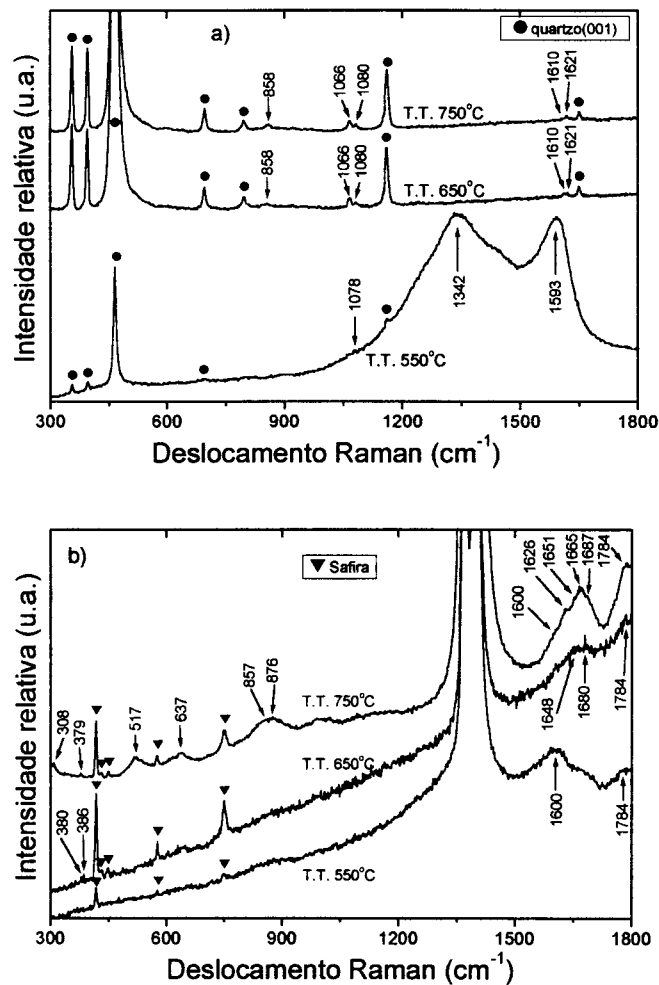 a)
● quartzo(001)
858
1066
1080
1610
1621
T.T. 750°C
858
1066
1080
1610
1621
T.T. 650°C
1078
1342
1593
T.T. 550°C
Intensidade relativa (u.a.)
300 600 900 1200 1500 1800
Deslocamento Raman (cm⁻¹)
b)
▼ Safira
308
379
517
637
857
876
1600
1626
1651
1665
1687
1784
T.T. 750°C
380
386
1648
1680
1784
T.T. 650°C
1600
1784
T.T. 550°C
Intensidade relativa (u.a.)
300 600 900 1200 1500 1800
Deslocamento Raman (cm⁻¹)